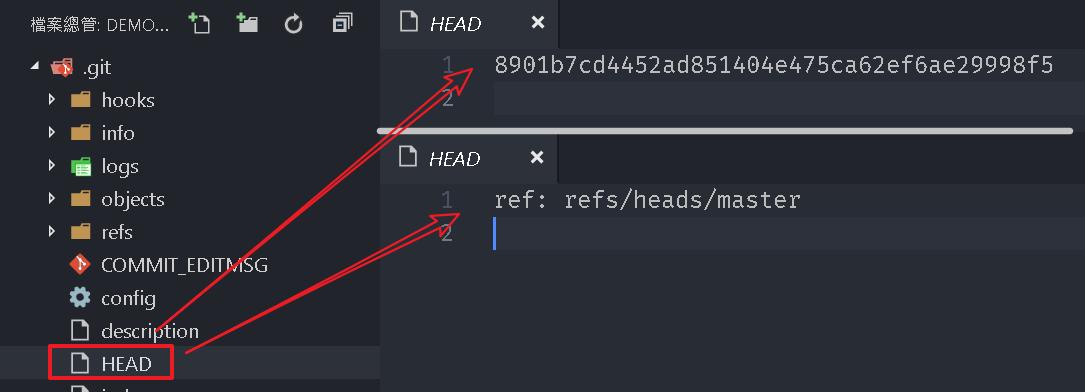 檔案總管: DEMO...
.git
hooks
info
logs
objects
refs
COMMIT_EDITMSG
config
description
HEAD
HEAD
1 8901b7cd4452ad851404e475ca62ef6ae29998f5
2
HEAD
1 ref: refs/heads/master
2